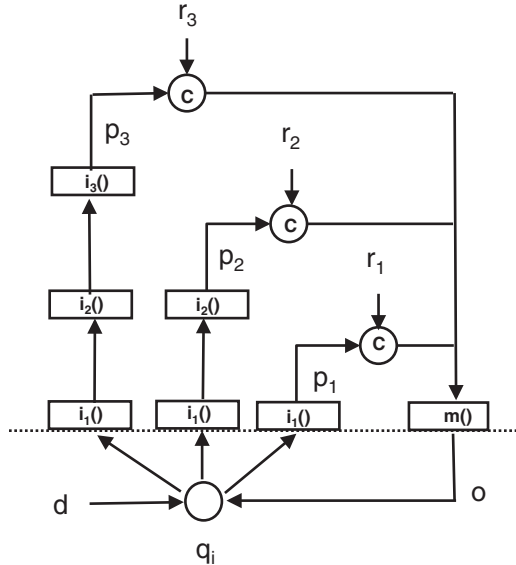 r₃
C
p₃
r₂
i₃()
C
p₂
r₁
i₂()
i₂()
C
p₁
i₁()
i₁()
i₁()
m()
d
o
qᵢ